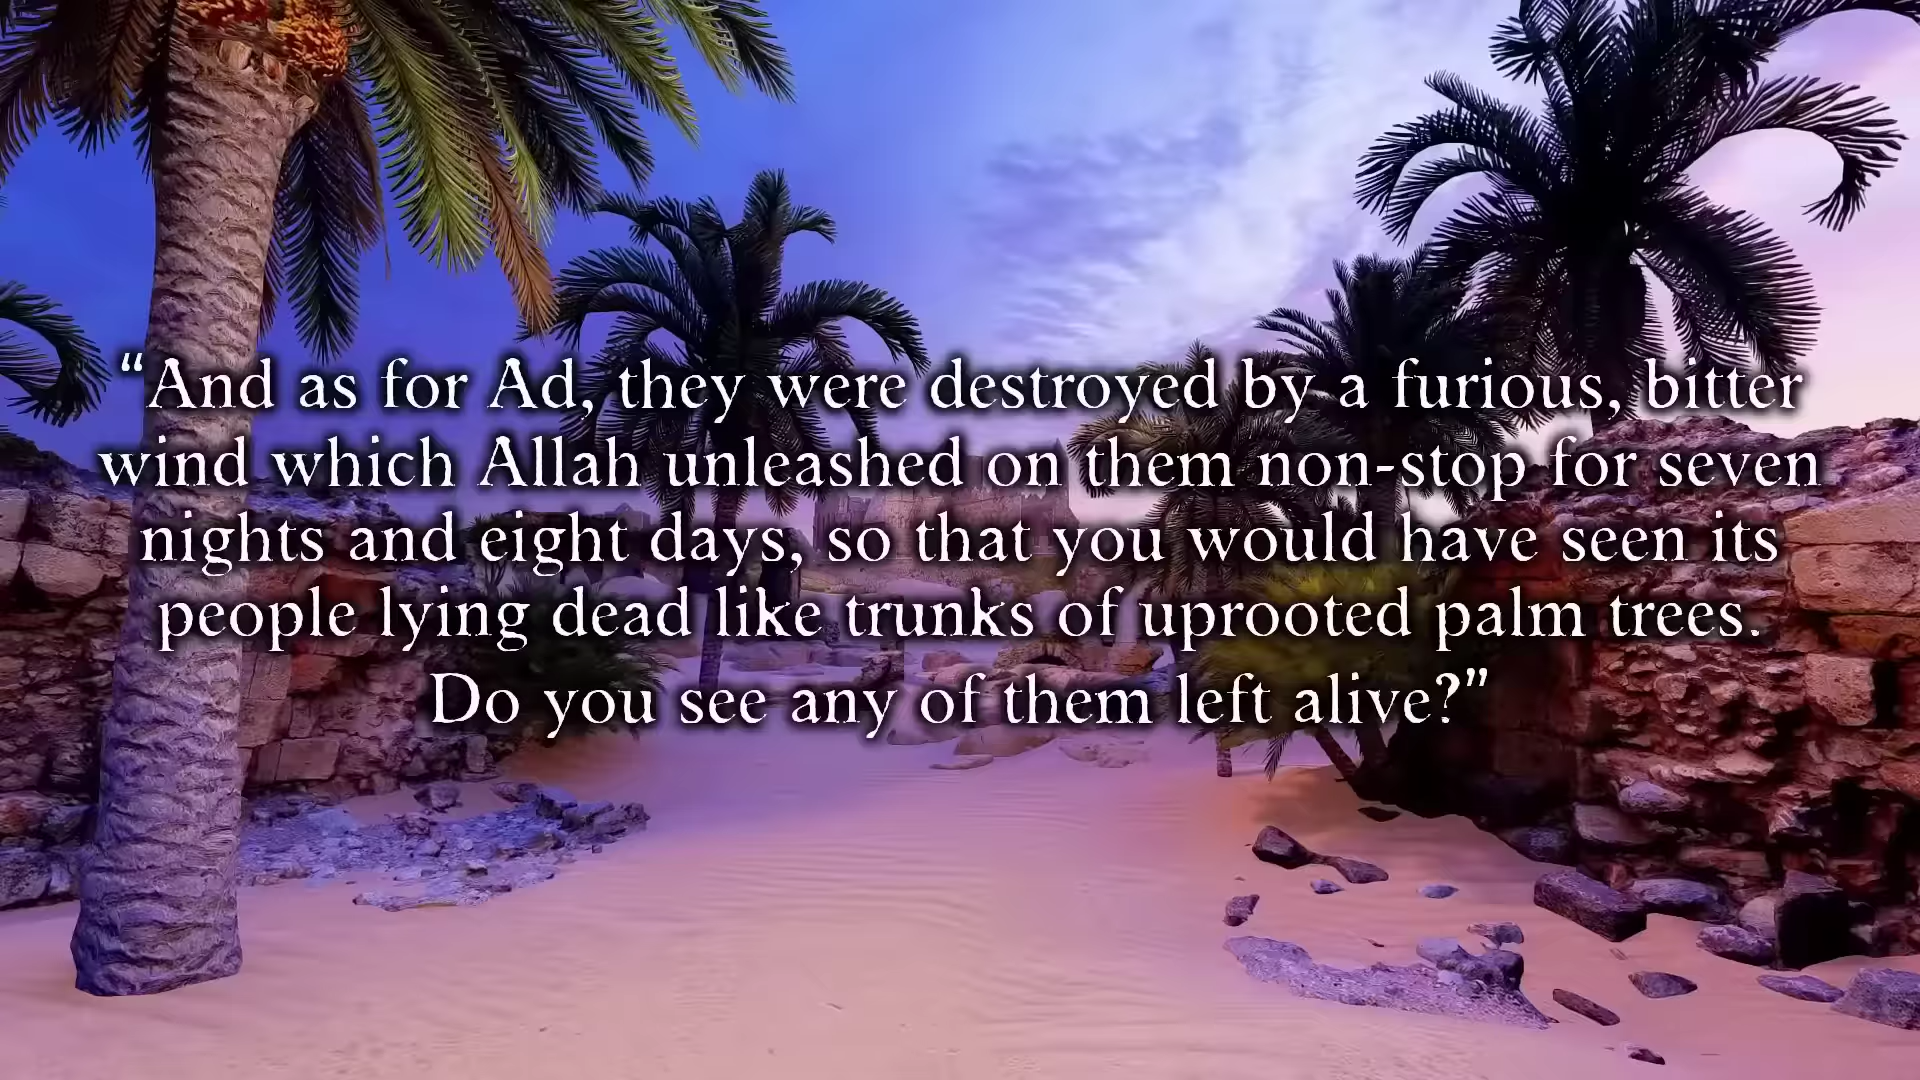 “And as for Ad, they were destroyed by a furious, bitter
wind which Allah unleashed on them non-stop for seven
nights and eight days, so that you would have seen its
people lying dead like trunks of uprooted palm trees.
Do you see any of them left alive?”